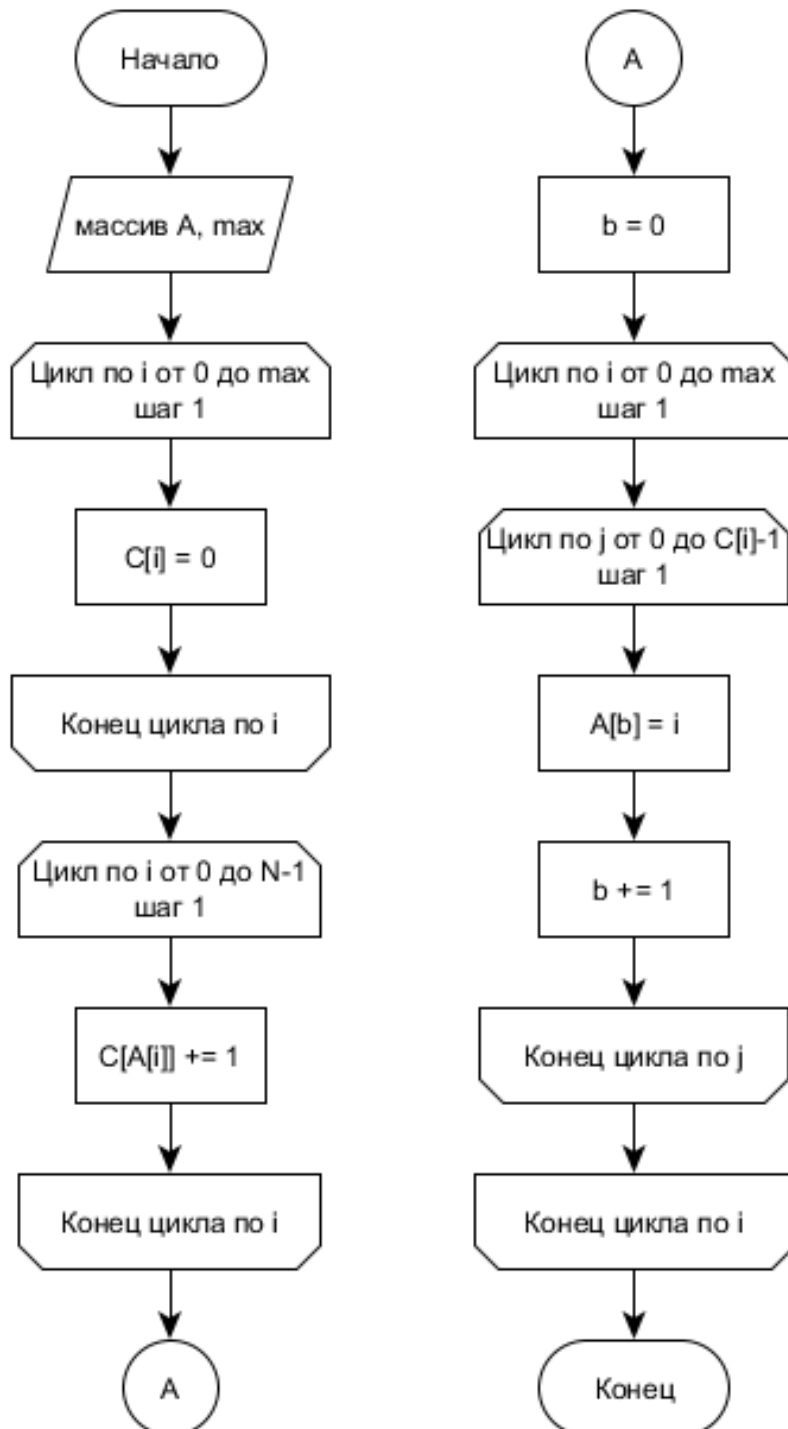 Начало
массив A, max
Цикл по i от 0 до max
шаг 1
C[i] = 0
Конец цикла по i
Цикл по i от 0 до N-1
шаг 1
C[A[i]] += 1
Конец цикла по i
A
A
b = 0
Цикл по i от 0 до max
шаг 1
Цикл по j от 0 до C[i]-1
шаг 1
A[b] = i
b += 1
Конец цикла по j
Конец цикла по i
Конец